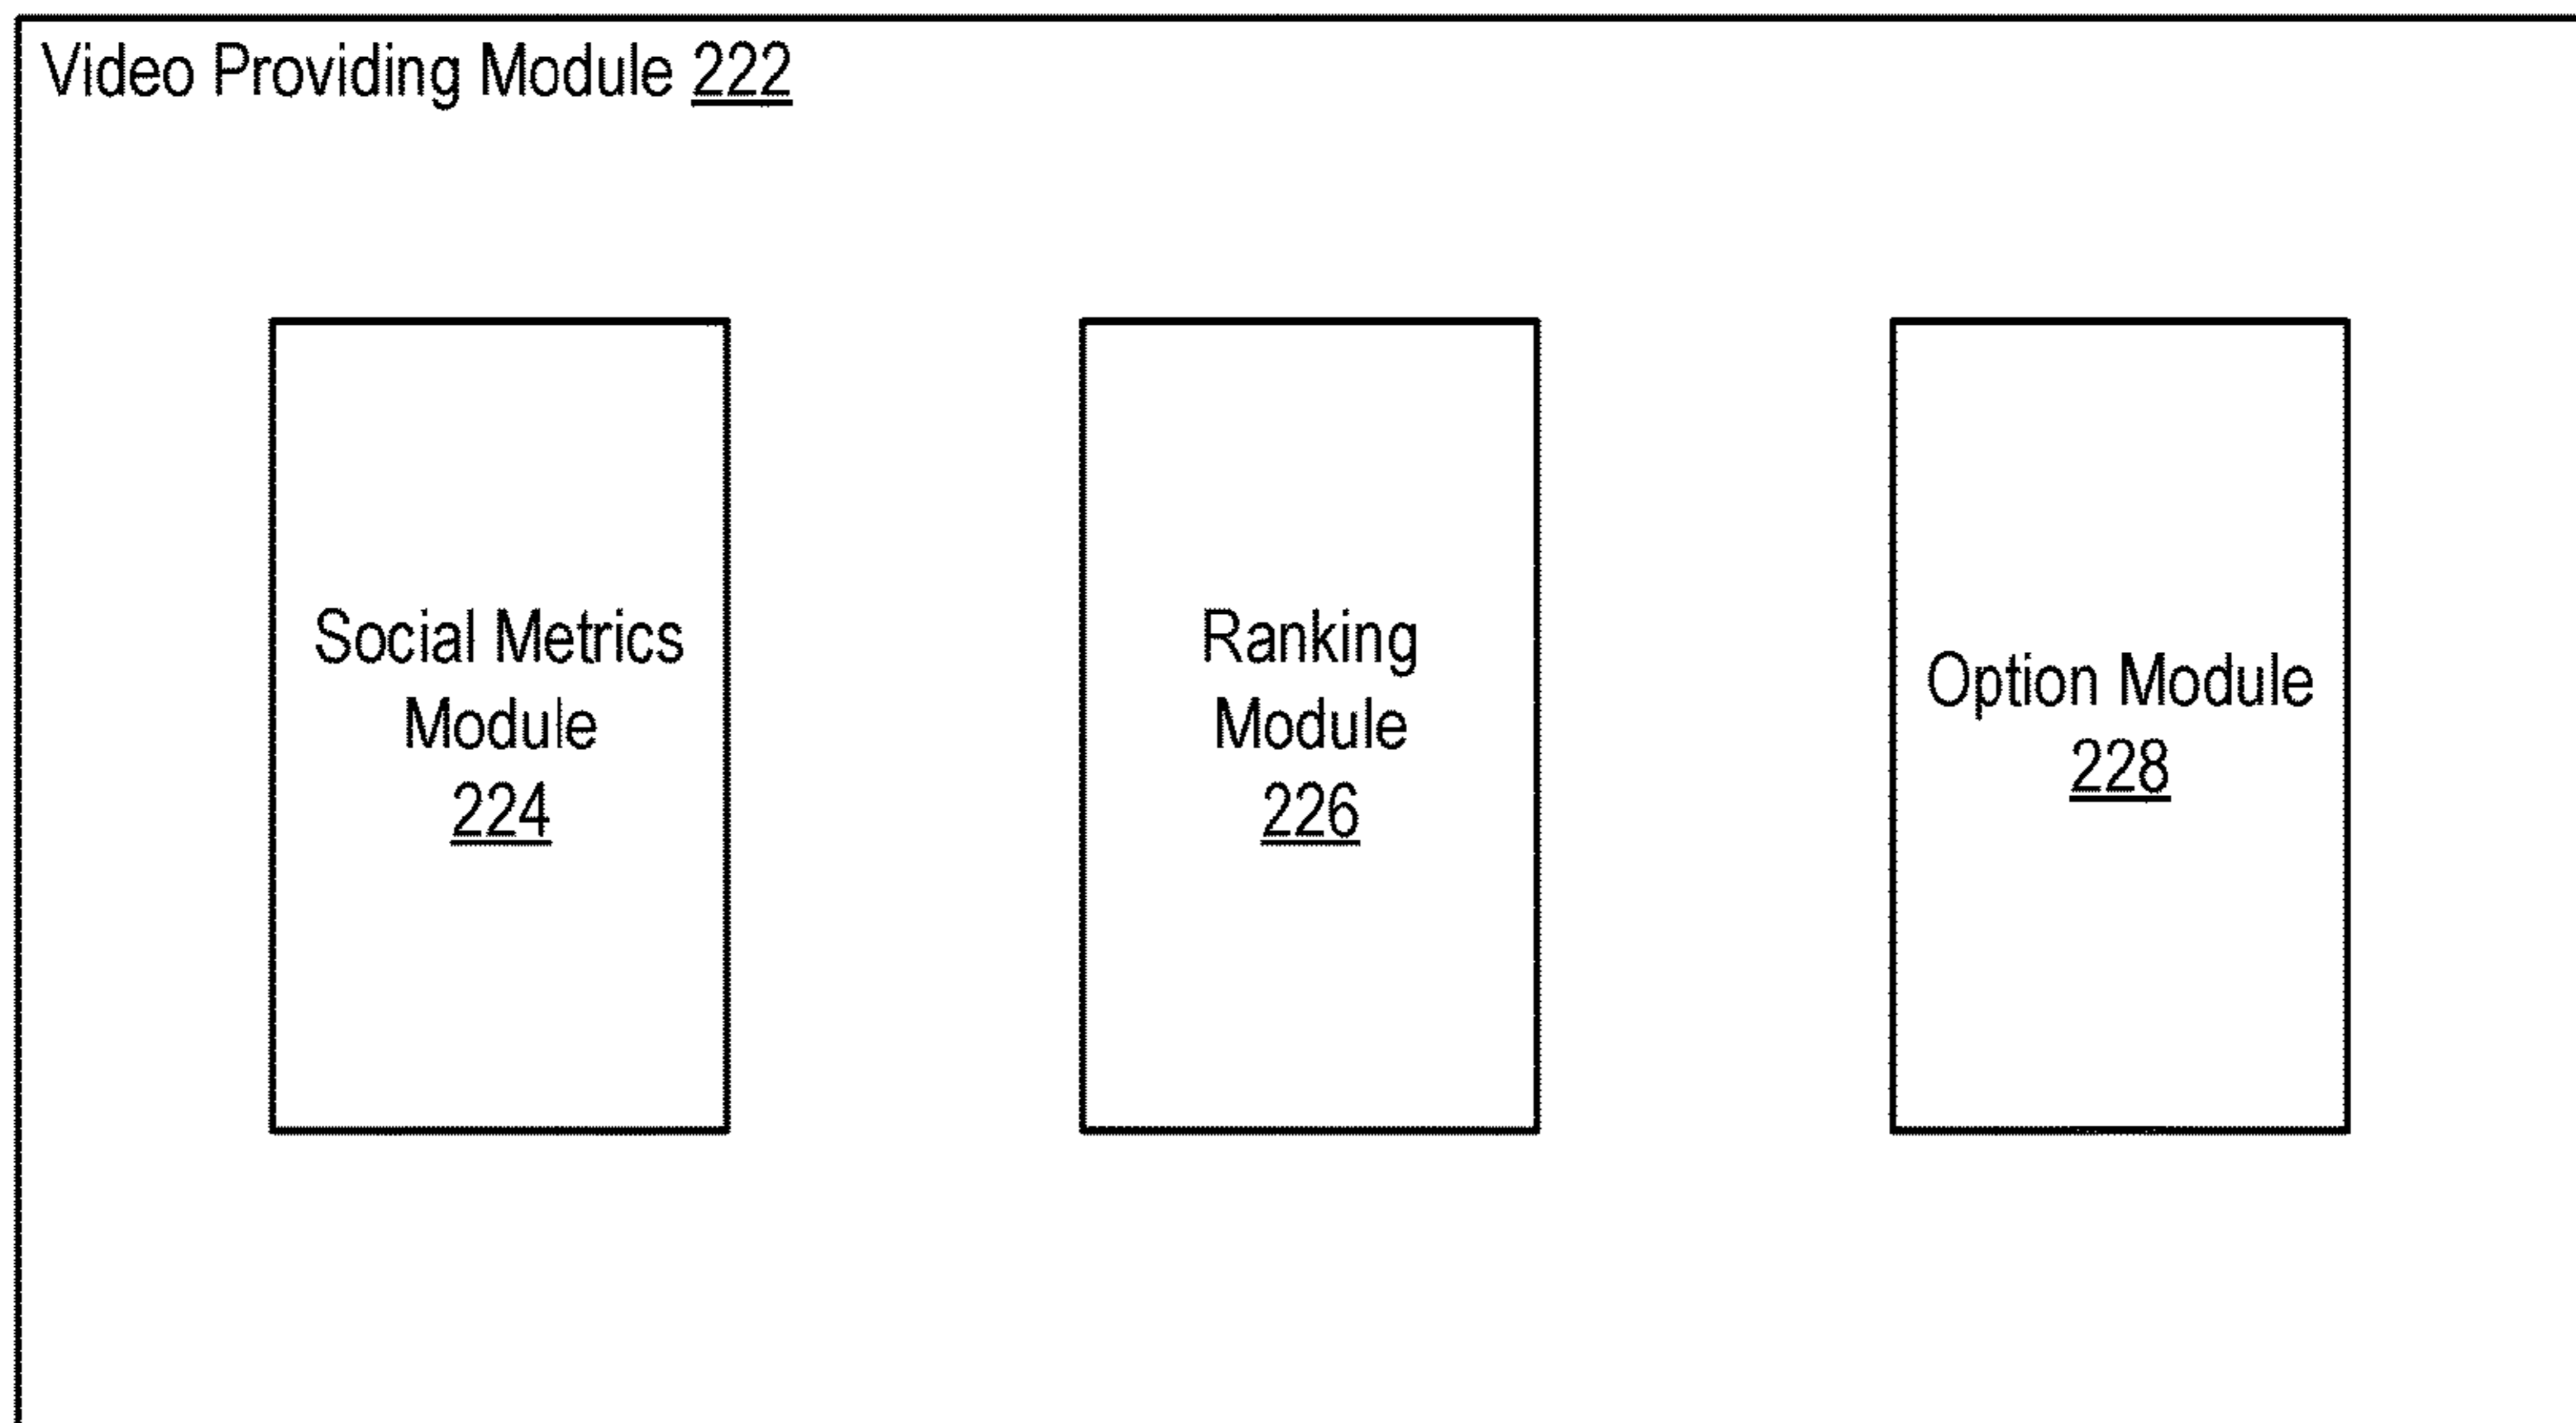 Video Providing Module 222
Social Metrics
Module
224
Ranking
Module
226
Option Module
228